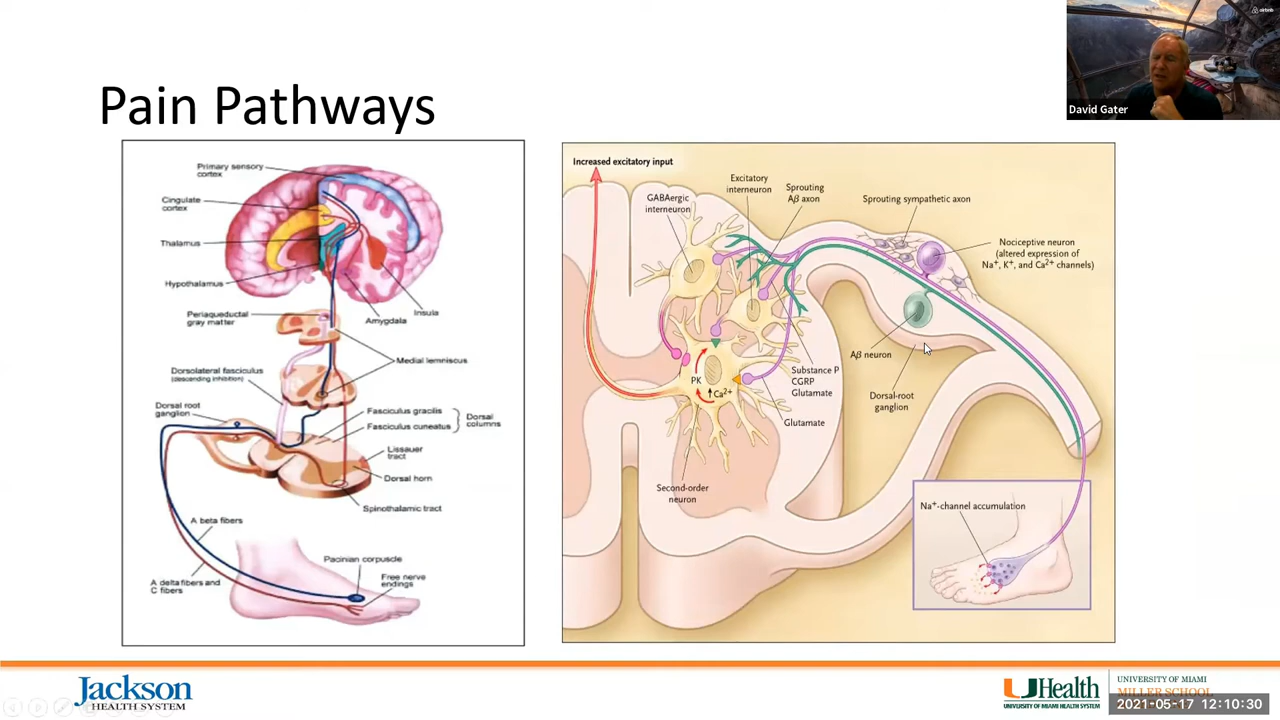 airbnb
David Gater
Pain Pathways
Primary sensory
cortex
Cingulate
cortex
Thalamus
Hypothalamus
Insula
Amygdala
Periaqueductal
gray matter
Medial lemniscus
Dorsolateral fasciculus
(descending inhibition)
Dorsal root
ganglion
Fasciculus gracilis
Fasciculus cuneatus
Dorsal
columns
Lissauer
tract
Dorsal horn
Spinothalamic tract
A beta fibers
Pacinian corpuscle
Free nerve
endings
A delta fibers and
C fibers
Increased excitatory input
GABAergic
interneuron
Excitatory
interneuron
Sprouting
Aβ axon
Sprouting sympathetic axon
Nociceptive neuron
(altered expression of
Na⁺, K⁺, and Ca²⁺ channels)
Aβ neuron
Dorsal-root
ganglion
PK
↑Ca²⁺
Substance P
CGRP
Glutamate
Glutamate
Second-order
neuron
Na⁺-channel accumulation
Jackson
HEALTH SYSTEM
UHealth
UNIVERSITY OF MIAMI HEALTH SYSTEM
UNIVERSITY OF MIAMI
MILLER SCHOOL
2021-05-17 12:10:30